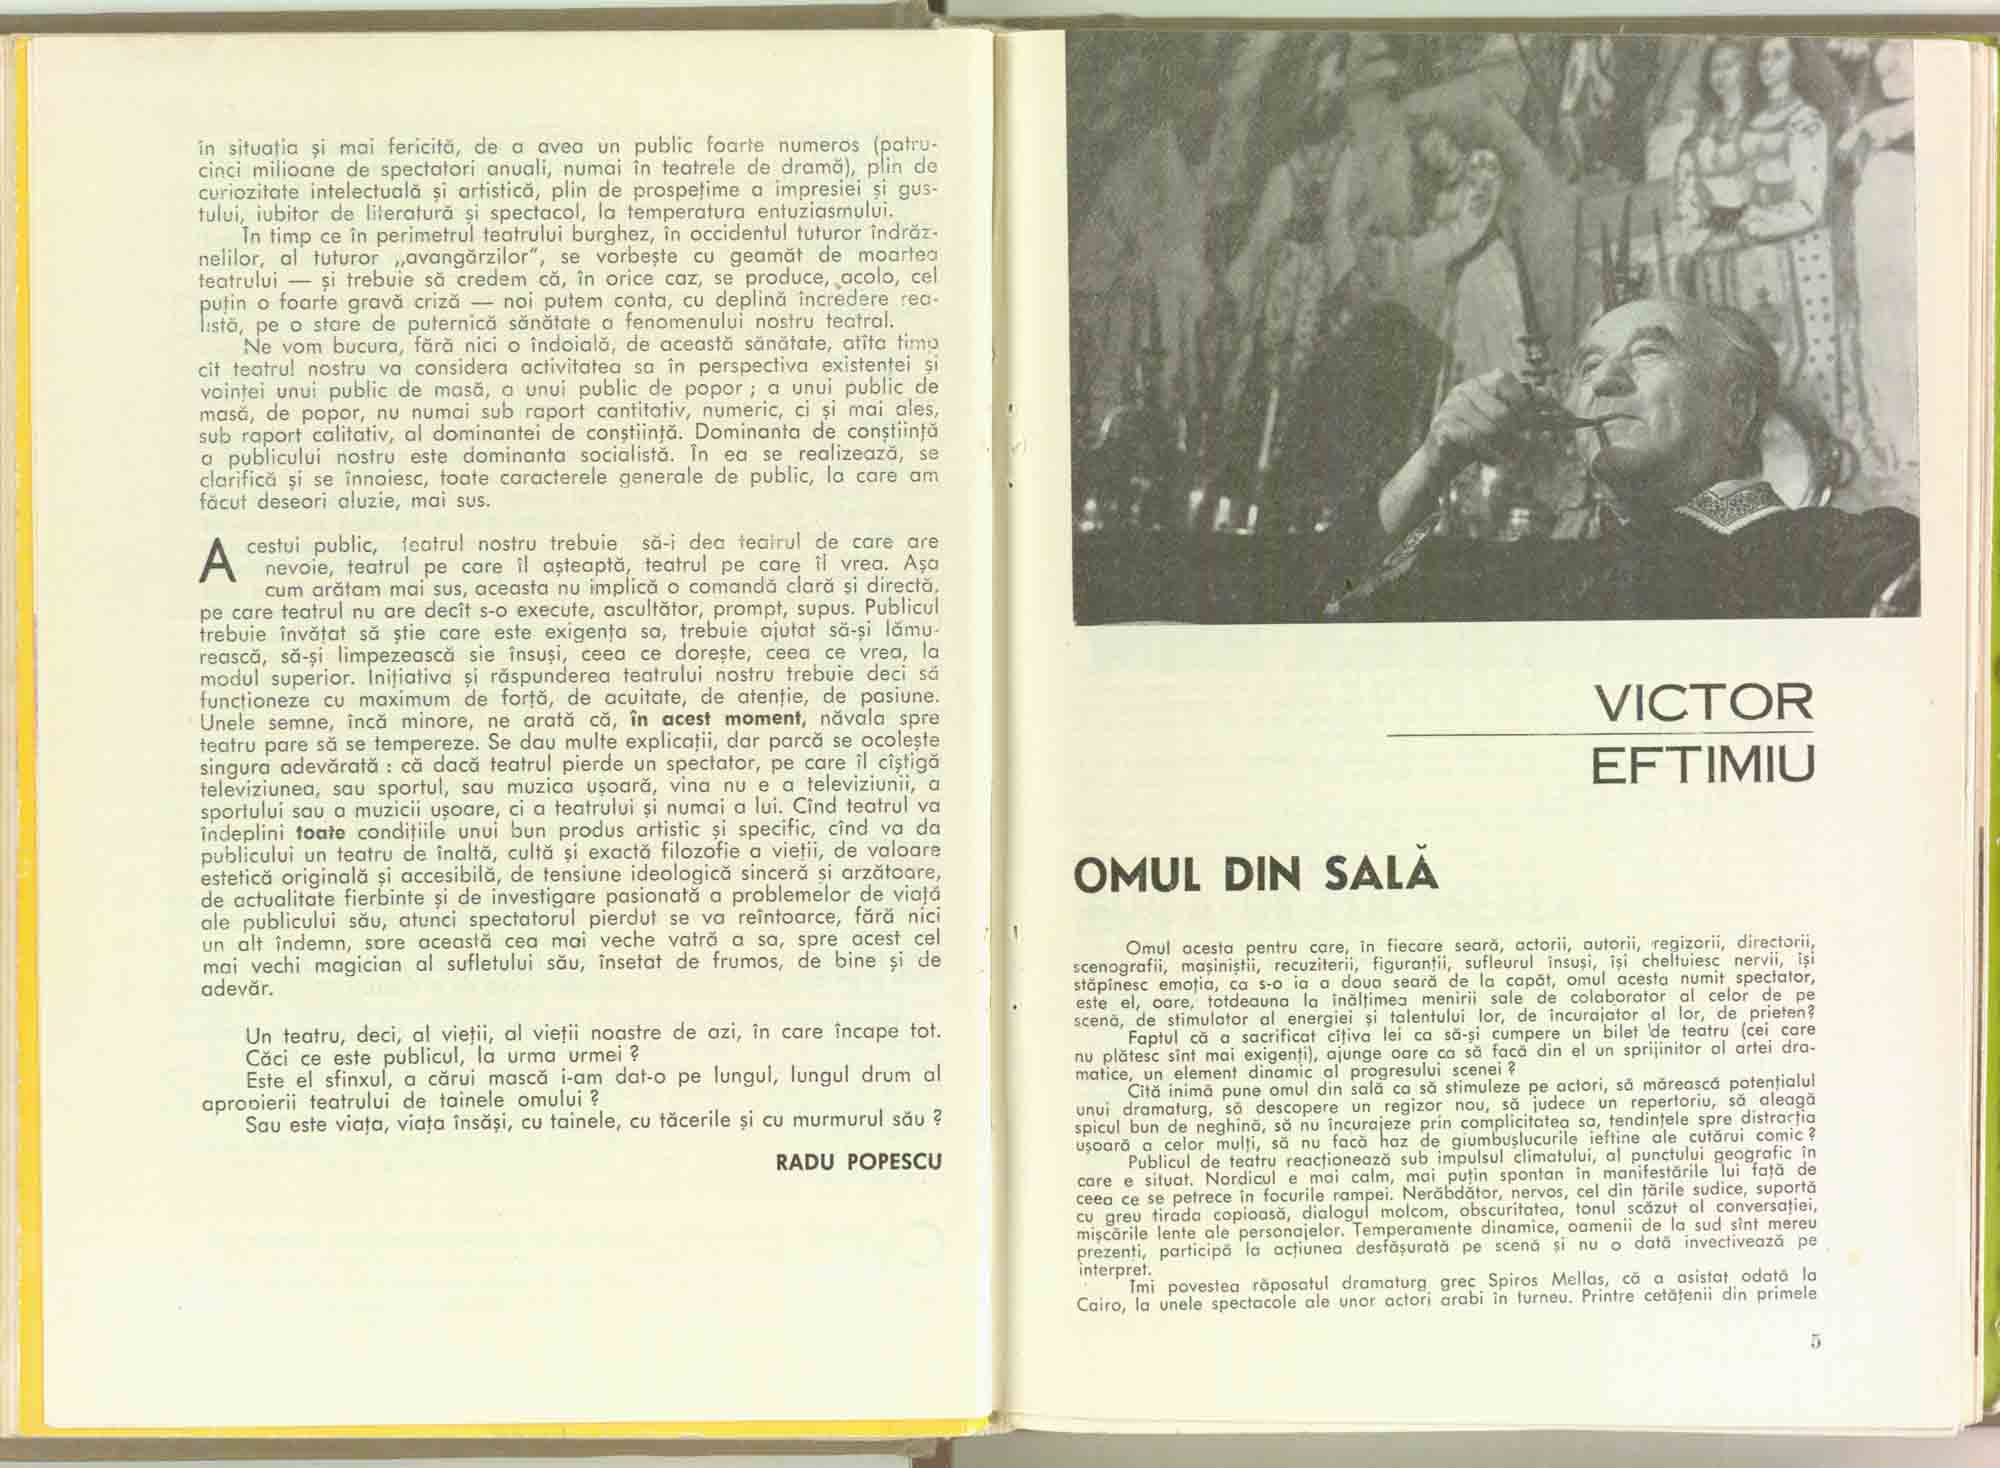 în situația și mai fericită, de a avea un public foarte numeros (patru-
cinci milioane de spectatori anuali, numai în teatrele de dramă), plin de
curiozitate intelectuală și artistică, plin de prospețime a impresiei și gus-
tului, iubitor de literatură și spectacol, la temperatura entuziasmului.
În timp ce în perimetrul teatrului burghez, în occidentul tuturor îndrăz-
nelilor, al tuturor „avangărzilor", se vorbește cu geamăt de moartea
teatrului — și trebuie să credem că, în orice caz, se produce, acolo, cel
puțin o foarte gravă criză — noi putem conta, cu deplină încredere rea-
listă, pe o stare de puternică sănătate a fenomenului nostru teatral.
Ne vom bucura, fără nici o îndoială, de această sănătate, atîta timp
cît teatrul nostru va considera activitatea sa în perspectiva existenței și
voinței unui public de masă, a unui public de popor ; a unui public de
masă, de popor, nu numai sub raport cantitativ, numeric, ci și mai ales,
sub raport calitativ, al dominantei de conștiință. Dominanta de conștiință
a publicului nostru este dominanta socialistă. În ea se realizează, se
clarifică și se înnoiesc, toate caracterele generale de public, la care am
făcut deseori aluzie, mai sus.
Acestui public, teatrul nostru trebuie să-i dea teatrul de care are
nevoie, teatrul pe care îl așteaptă, teatrul pe care îl vrea. Așa
cum arătam mai sus, aceasta nu implică o comandă clară și directă,
pe care teatrul nu are decît s-o execute, ascultător, prompt, supus. Publicul
trebuie învățat să știe care este exigența sa, trebuie ajutat să-și lămu-
rească, să-și limpezească sie însuși, ceea ce dorește, ceea ce vrea, la
modul superior. Inițiativa și răspunderea teatrului nostru trebuie deci să
funcționeze cu maximum de forță, de acuitate, de atenție, de pasiune.
Unele semne, încă minore, ne arată că, în acest moment, năvala spre
teatru pare să se tempereze. Se dau multe explicații, dar parcă se ocolește
singura adevărată : că dacă teatrul pierde un spectator, pe care îl cîștigă
televiziunea, sau sportul, sau muzica ușoară, vina nu e a televiziunii, a
sportului sau a muzicii ușoare, ci a teatrului și numai a lui. Cînd teatrul va
îndeplini toate condițiile unui bun produs artistic și specific, cînd va da
publicului un teatru de înaltă, cultă și exactă filozofie a vieții, de valoare
estetică originală și accesibilă, de tensiune ideologică sinceră și arzătoare,
de actualitate fierbinte și de investigare pasionată a problemelor de viață
ale publicului său, atunci spectatorul pierdut se va reîntoarce, fără nici
un alt îndemn, spre această cea mai veche vatră a sa, spre acest cel
mai vechi magician al sufletului său, însetat de frumos, de bine și de
adevăr.
Un teatru, deci, al vieții, al vieții noastre de azi, în care încape tot.
Căci ce este publicul, la urma urmei ?
Este el sfinxul, a cărui mască i-am dat-o pe lungul, lungul drum al
apropierii teatrului de tainele omului ?
Sau este viața, viața însăși, cu tainele, cu tăcerile și cu murmurul său ?
RADU POPESCU
VICTOR
EFTIMIU
OMUL DIN SALĂ
Omul acesta pentru care, în fiecare seară, actorii, autorii, regizorii, directorii,
scenografii, mașiniștii, recuziterii, figuranții, sufleurul însuși, își cheltuiesc nervii, își
stăpînesc emoția, ca s-o ia a doua seară de la capăt, omul acesta numit spectator,
este el, oare, totdeauna la înălțimea menirii sale de colaborator al celor de pe
scenă, de stimulator al energiei și talentului lor, de încurajator al lor, de prieten?
Faptul că a sacrificat cîțiva lei ca să-și cumpere un bilet de teatru (cei care
nu plătesc sînt mai exigenți), ajunge oare ca să facă din el un sprijinitor al artei dra-
matice, un element dinamic al progresului scenei ?
Cîtă inimă pune omul din sală ca să stimuleze pe actori, să mărească potențialul
unui dramaturg, să descopere un regizor nou, să judece un repertoriu, să aleagă
spicul bun de neghină, să nu încurajeze prin complicitatea sa, tendințele spre distracția
ușoară a celor mulți, să nu facă haz de giumbușlucurile ieftine ale cutărui comic ?
Publicul de teatru reacționează sub impulsul climatului, al punctului geografic în
care e situat. Nordicul e mai calm, mai puțin spontan în manifestările lui față de
ceea ce se petrece în focurile rampei. Nerăbdător, nervos, cel din țările sudice, suportă
cu greu tirada copioasă, dialogul molcom, obscuritatea, tonul scăzut al conversației,
mișcările lente ale personajelor. Temperamente dinamice, oamenii de la sud sînt mereu
prezenți, participă la acțiunea desfășurată pe scenă și nu o dată invectivează pe
interpret.
Îmi povestea răposatul dramaturg grec Spiros Mellas, că a asistat odată la
Cairo, la unele spectacole ale unor actori arabi în turneu. Printre cetățenii din primele
5